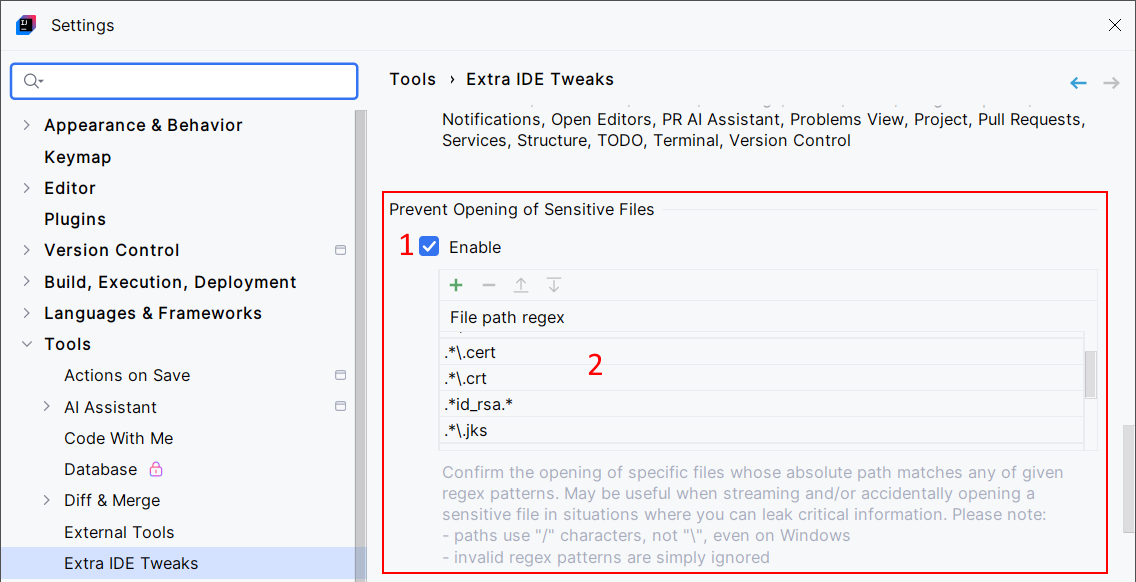 Settings
Tools › Extra IDE Tweaks
Appearance & Behavior
Keymap
Editor
Plugins
Version Control
Build, Execution, Deployment
Languages & Frameworks
Tools
Actions on Save
AI Assistant
Code With Me
Database
Diff & Merge
External Tools
Extra IDE Tweaks
Notifications, Open Editors, PR AI Assistant, Problems View, Project, Pull Requests,
Services, Structure, TODO, Terminal, Version Control
Prevent Opening of Sensitive Files
1 Enable
File path regex
2
.*\.cert
.*\.crt
.*id_rsa.*
.*\.jks
Confirm the opening of specific files whose absolute path matches any of given
regex patterns. May be useful when streaming and/or accidentally opening a
sensitive file in situations where you can leak critical information. Please note:
- paths use "/" characters, not "\", even on Windows
- invalid regex patterns are simply ignored